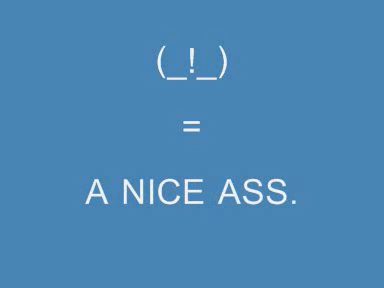 (_!_)
=
A NICE ASS.